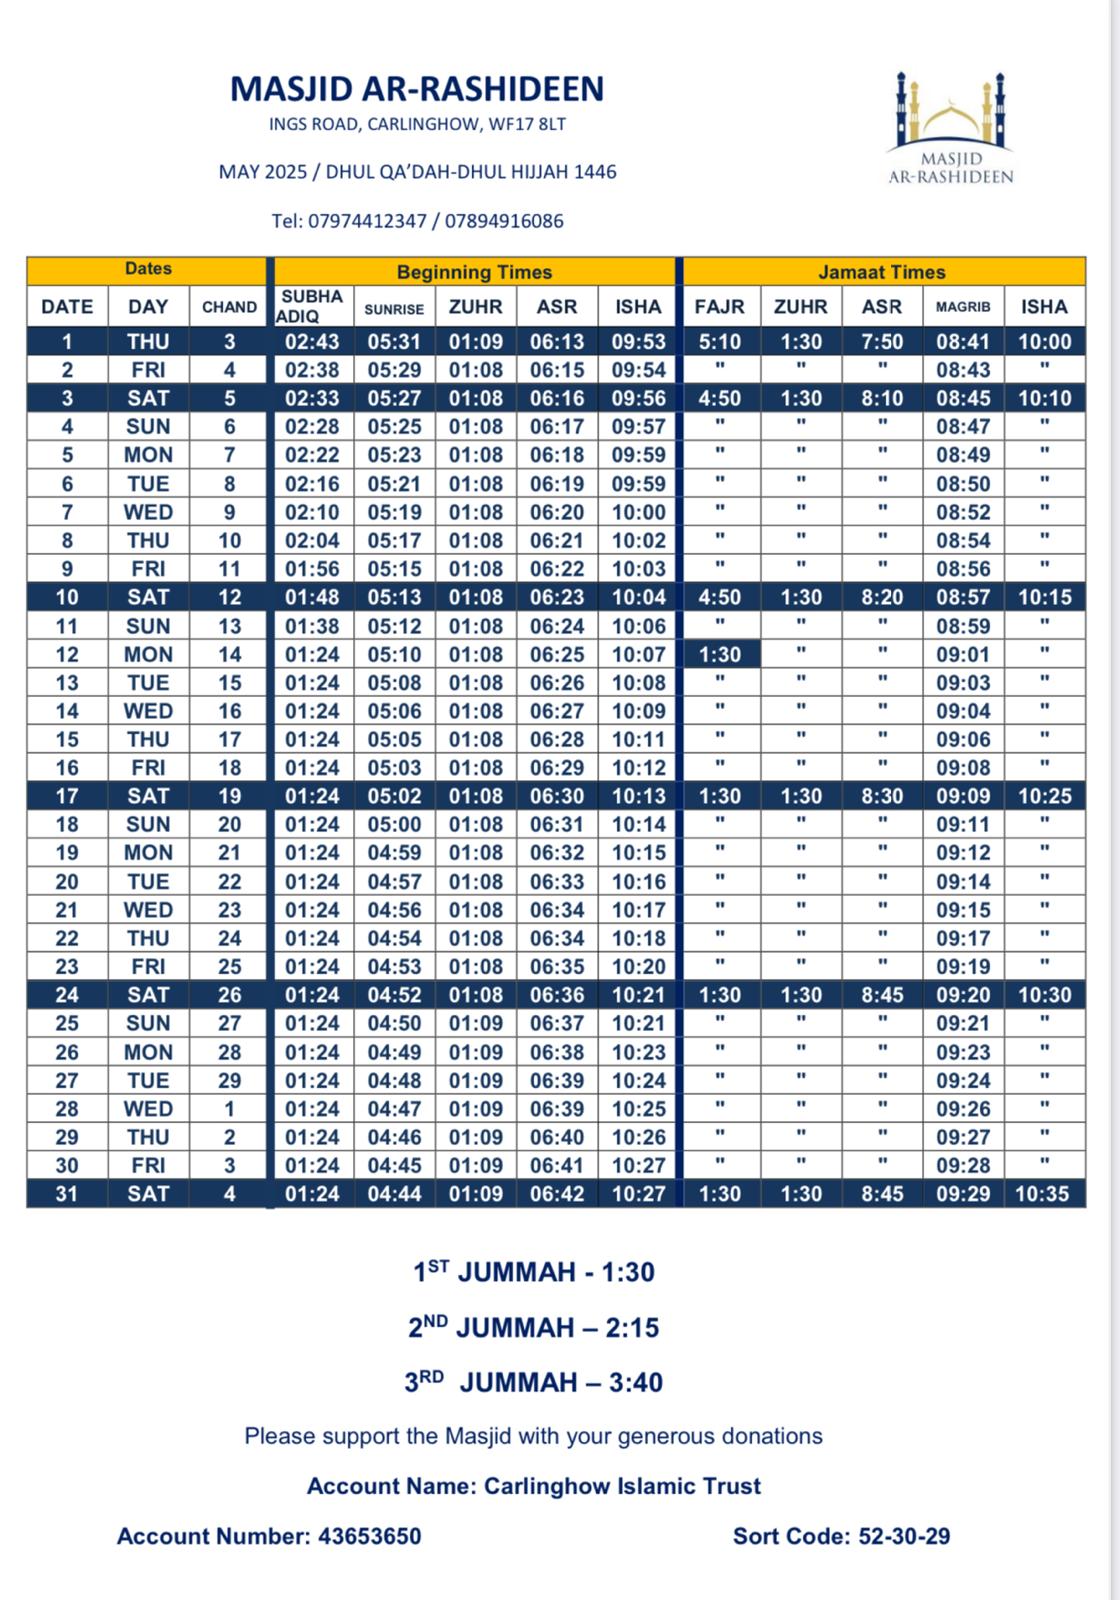 MASJID AR-RASHIDEEN
INGS ROAD, CARLINGHOW, WF17 8LT
MAY 2025 / DHUL QA’DAH-DHUL HIJJAH 1446
Tel: 07974412347 / 07894916086
MASJID
AR-RASHIDEEN
Dates Beginning Times Jamaat Times
DATE DAY CHAND SUBHA ADIQ SUNRISE ZUHR ASR ISHA FAJR ZUHR ASR MAGRIB ISHA
1 THU 3 02:43 05:31 01:09 06:13 09:53 5:10 1:30 7:50 08:41 10:00
2 FRI 4 02:38 05:29 01:08 06:15 09:54 " " " 08:43 "
3 SAT 5 02:33 05:27 01:08 06:16 09:56 4:50 1:30 8:10 08:45 10:10
4 SUN 6 02:28 05:25 01:08 06:17 09:57 " " " 08:47 "
5 MON 7 02:22 05:23 01:08 06:18 09:59 " " " 08:49 "
6 TUE 8 02:16 05:21 01:08 06:19 09:59 " " " 08:50 "
7 WED 9 02:10 05:19 01:08 06:20 10:00 " " " 08:52 "
8 THU 10 02:04 05:17 01:08 06:21 10:02 " " " 08:54 "
9 FRI 11 01:56 05:15 01:08 06:22 10:03 " " " 08:56 "
10 SAT 12 01:48 05:13 01:08 06:23 10:04 4:50 1:30 8:20 08:57 10:15
11 SUN 13 01:38 05:12 01:08 06:24 10:06 " " " 08:59 "
12 MON 14 01:24 05:10 01:08 06:25 10:07 1:30 " " 09:01 "
13 TUE 15 01:24 05:08 01:08 06:26 10:08 " " " 09:03 "
14 WED 16 01:24 05:06 01:08 06:27 10:09 " " " 09:04 "
15 THU 17 01:24 05:05 01:08 06:28 10:11 " " " 09:06 "
16 FRI 18 01:24 05:03 01:08 06:29 10:12 " " " 09:08 "
17 SAT 19 01:24 05:02 01:08 06:30 10:13 1:30 1:30 8:30 09:09 10:25
18 SUN 20 01:24 05:00 01:08 06:31 10:14 " " " 09:11 "
19 MON 21 01:24 04:59 01:08 06:32 10:15 " " " 09:12 "
20 TUE 22 01:24 04:57 01:08 06:33 10:16 " " " 09:14 "
21 WED 23 01:24 04:56 01:08 06:34 10:17 " " " 09:15 "
22 THU 24 01:24 04:54 01:08 06:34 10:18 " " " 09:17 "
23 FRI 25 01:24 04:53 01:08 06:35 10:20 " " " 09:19 "
24 SAT 26 01:24 04:52 01:08 06:36 10:21 1:30 1:30 8:45 09:20 10:30
25 SUN 27 01:24 04:50 01:09 06:37 10:21 " " " 09:21 "
26 MON 28 01:24 04:49 01:09 06:38 10:23 " " " 09:23 "
27 TUE 29 01:24 04:48 01:09 06:39 10:24 " " " 09:24 "
28 WED 1 01:24 04:47 01:09 06:39 10:25 " " " 09:26 "
29 THU 2 01:24 04:46 01:09 06:40 10:26 " " " 09:27 "
30 FRI 3 01:24 04:45 01:09 06:41 10:27 " " " 09:28 "
31 SAT 4 01:24 04:44 01:09 06:42 10:27 1:30 1:30 8:45 09:29 10:35
1ST JUMMAH - 1:30
2ND JUMMAH – 2:15
3RD JUMMAH – 3:40
Please support the Masjid with your generous donations
Account Name: Carlinghow Islamic Trust
Account Number: 43653650 Sort Code: 52-30-29